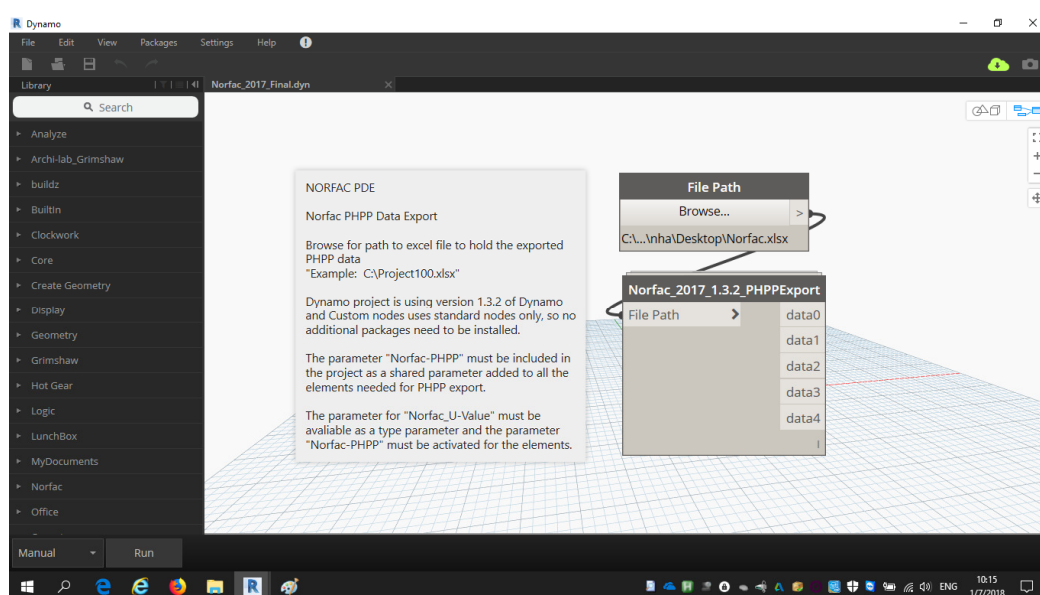 Dynamo
File Edit View Packages Settings Help
Library
Norfac_2017_Final.dyn
Search
Analyze
Archi-lab_Grimshaw
buildz
BuiltIn
Clockwork
Core
Create Geometry
Display
Geometry
Grimshaw
Hot Gear
Logic
LunchBox
MyDocuments
Norfac
Office
NORFAC PDE
Norfac PHPP Data Export
Browse for path to excel file to hold the exported
PHPP data
"Example: C:\Project100.xlsx"
Dynamo project is using version 1.3.2 of Dynamo
and Custom nodes uses standard nodes only, so no
additional packages need to be installed.
The parameter "Norfac-PHPP" must be included in
the project as a shared parameter added to all the
elements needed for PHPP export.
The parameter for "Norfac_U-Value" must be
avaliable as a type parameter and the parameter
"Norfac-PHPP" must be activated for the elements.
File Path
Browse... >
C:\...\nha\Desktop\Norfac.xlsx
Norfac_2017_1.3.2_PHPPExport
File Path > data0
data1
data2
data3
data4
Manual Run
ENG 10:15
1/7/2018